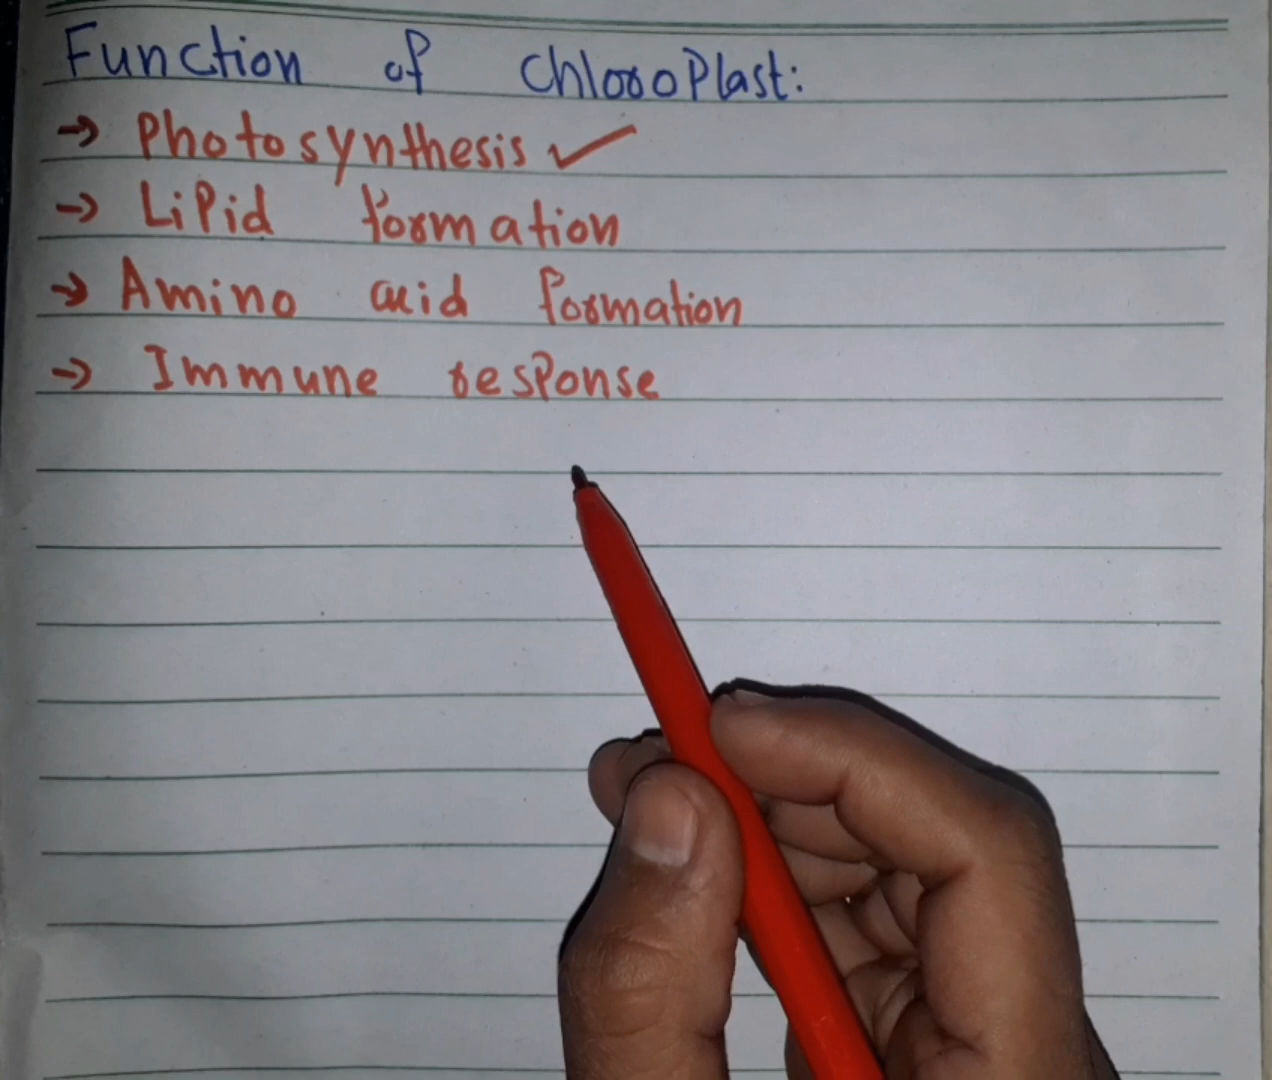 Function of ChloroPlast:
→ Photosynthesis ✓
→ LiPid formation
→ Amino acid formation
→ Immune response